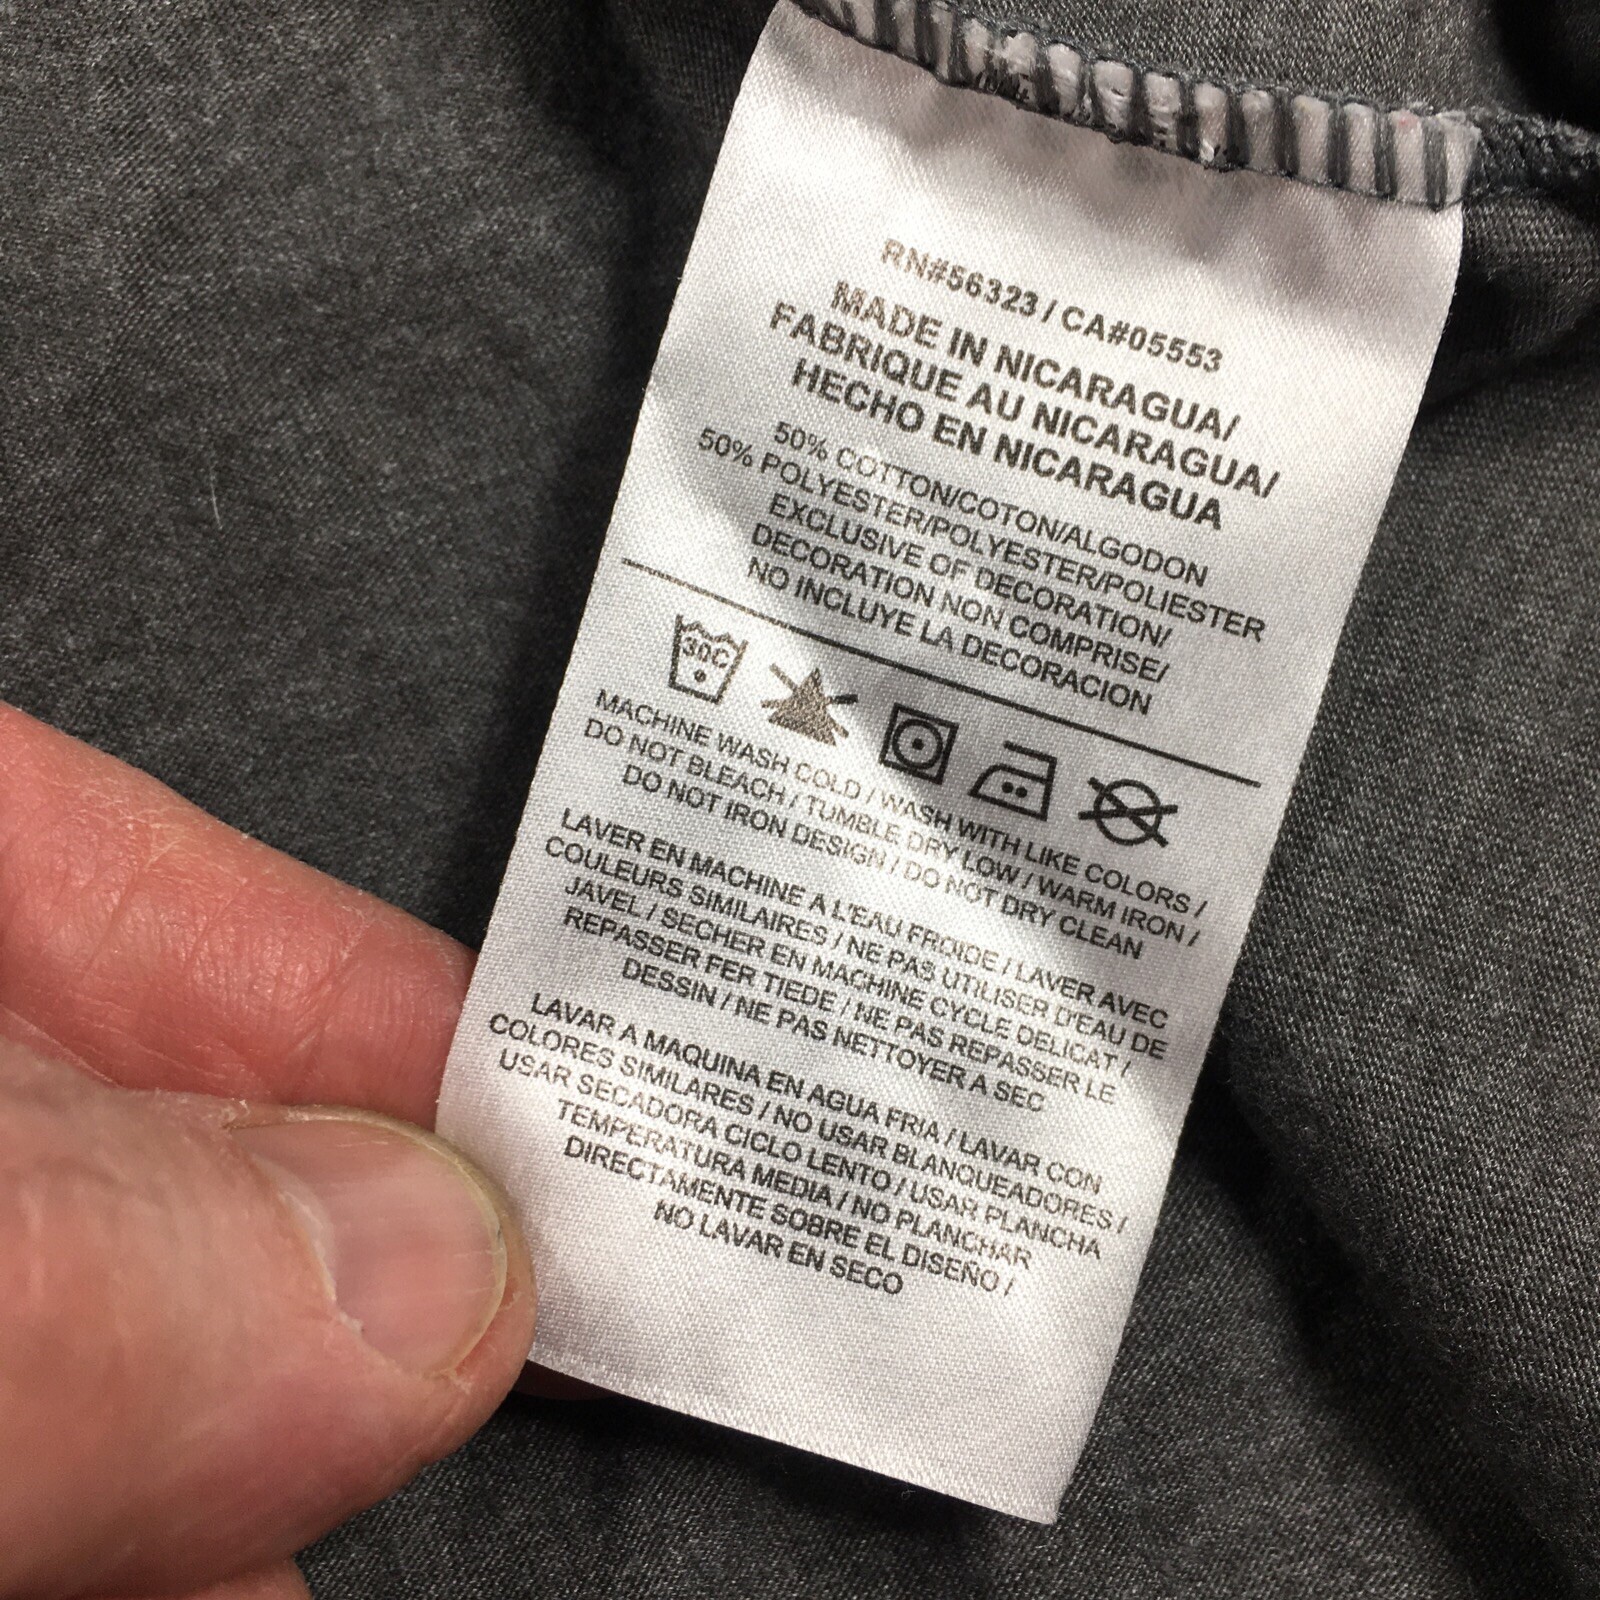 RN#56323 / CA#05553
MADE IN NICARAGUA/
FABRIQUE AU NICARAGUA/
HECHO EN NICARAGUA
50% COTTON/COTON/ALGODON
50% POLYESTER/POLYESTER/POLIESTER
EXCLUSIVE OF DECORATION/
DECORATION NON COMPRISE/
NO INCLUYE LA DECORACION
30C
MACHINE WASH COLD / WASH WITH LIKE COLORS /
DO NOT BLEACH / TUMBLE DRY LOW / WARM IRON /
DO NOT IRON DESIGN / DO NOT DRY CLEAN
LAVER EN MACHINE A L'EAU FROIDE / LAVER AVEC
COULEURS SIMILAIRES / NE PAS UTILISER D'EAU DE
JAVEL / SECHER EN MACHINE CYCLE DELICAT /
REPASSER FER TIEDE / NE PAS REPASSER LE
DESSIN / NE PAS NETTOYER A SEC
LAVAR A MAQUINA EN AGUA FRIA / LAVAR CON
COLORES SIMILARES / NO USAR BLANQUEADORES /
USAR SECADORA CICLO LENTO / USAR PLANCHA
TEMPERATURA MEDIA / NO PLANCHAR
DIRECTAMENTE SOBRE EL DISEÑO /
NO LAVAR EN SECO